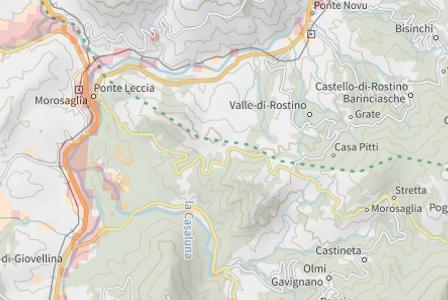 Ponte Novu
Bisinchi
Ponte Leccia
Morosaglia
Castello-di-Rostino
Barinciasche
Valle-di-Rostino
Grate
Casa Pitti
Stretta
Morosaglia
Pog
la Casaluna
-di-Giovellina
Castineta
Olmi
Gavignano